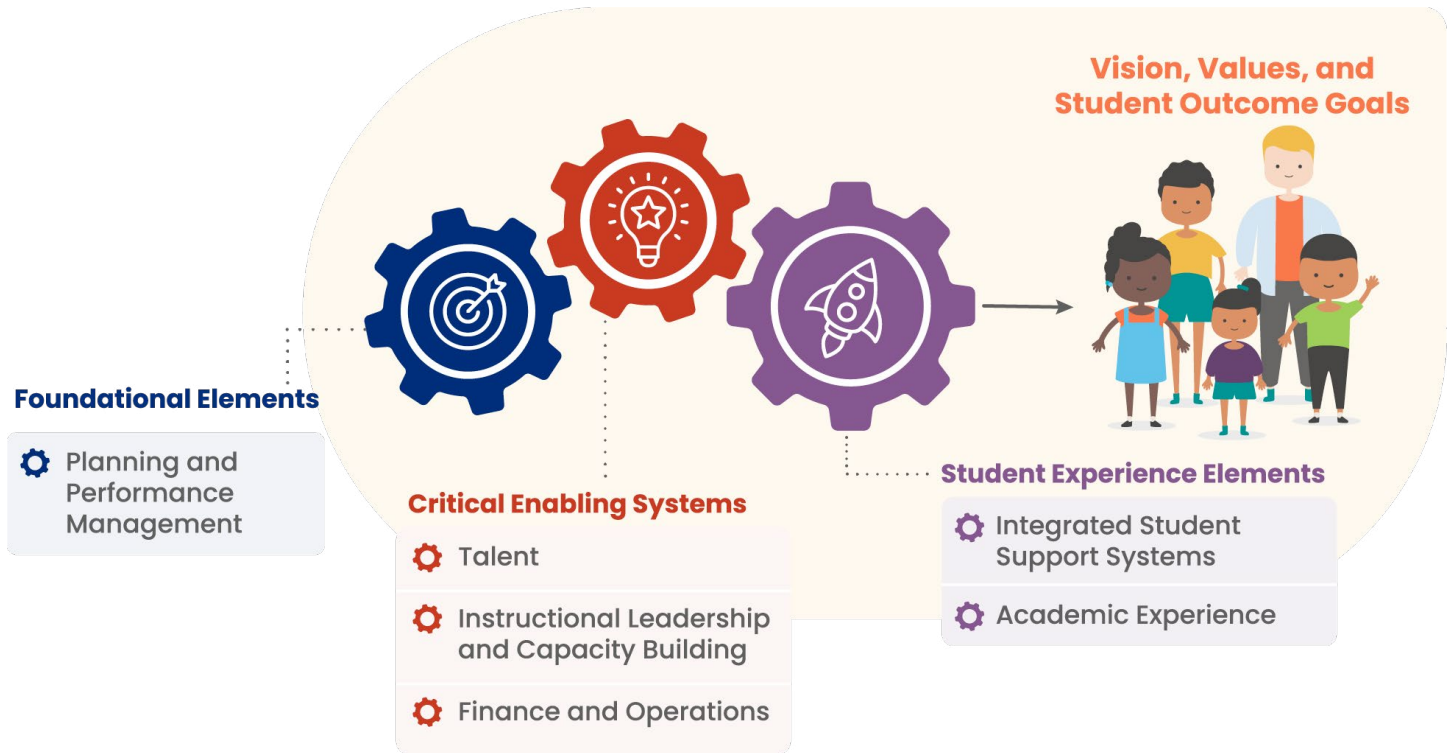 Vision, Values, and
Student Outcome Goals
Foundational Elements
Planning and
Performance
Management
Critical Enabling Systems
Talent
Instructional Leadership
and Capacity Building
Finance and Operations
Student Experience Elements
Integrated Student
Support Systems
Academic Experience